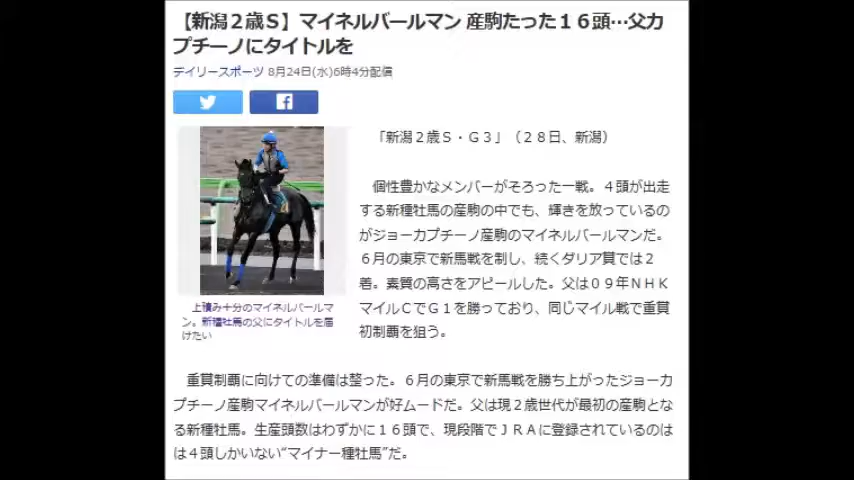 【新潟２歳Ｓ】マイネルバールマン 産駒たった１６頭…父カ
プチーノにタイトルを
デイリースポーツ 8月24日(水)6時4分配信
「新潟２歳Ｓ・Ｇ３」（２８日、新潟）
個性豊かなメンバーがそろった一戦。４頭が出走
する新種牡馬の産駒の中でも、輝きを放っているの
がジョーカプチーノ産駒のマイネルバールマンだ。
６月の東京で新馬戦を制し、続くダリア賞では２
着。素質の高さをアピールした。父は０９年ＮＨＫ
マイルＣでＧ１を勝っており、同じマイル戦で重賞
初制覇を狙う。
上積み十分のマイネルバールマ
ン。新種牡馬の父にタイトルを届
けたい
重賞制覇に向けての準備は整った。６月の東京で新馬戦を勝ち上がったジョーカ
プチーノ産駒マイネルバールマンが好ムードだ。父は現２歳世代が最初の産駒とな
る新種牡馬。生産頭数はわずかに１６頭で、現段階でＪＲＡに登録されているのは
は４頭しかいない“マイナー種牡馬”だ。